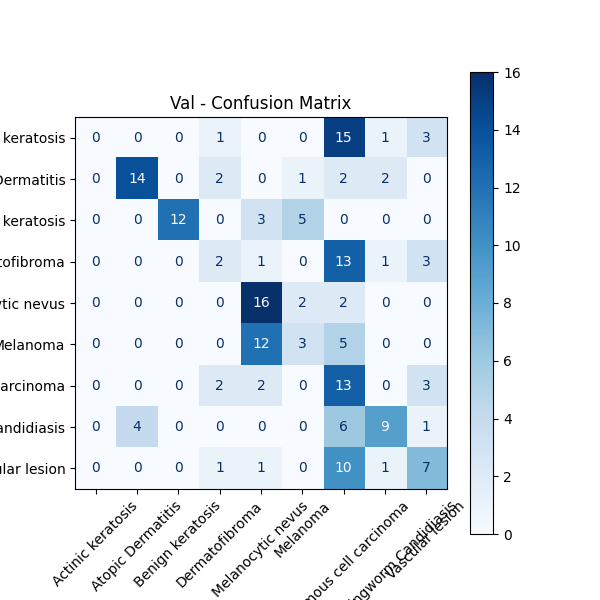 Val - Confusion Matrix
keratosis 0 0 0 1 0 0 15 1 3
Dermatitis 0 14 0 2 0 1 2 2 0
keratosis 0 0 12 0 3 5 0 0 0
tofibroma 0 0 0 2 1 0 13 1 3
ytic nevus 0 0 0 0 16 2 2 0 0
Melanoma 0 0 0 0 12 3 5 0 0
arcinoma 0 0 0 2 2 0 13 0 3
andidiasis 0 4 0 0 0 0 6 9 1
ular lesion 0 0 0 1 1 0 10 1 7
Actinic keratosis
Atopic Dermatitis
Benign keratosis
Dermatofibroma
Melanocytic nevus
Melanoma
mous cell carcinoma
ingworm Candidiasis
Vascular lesion
16
14
12
10
8
6
4
2
0